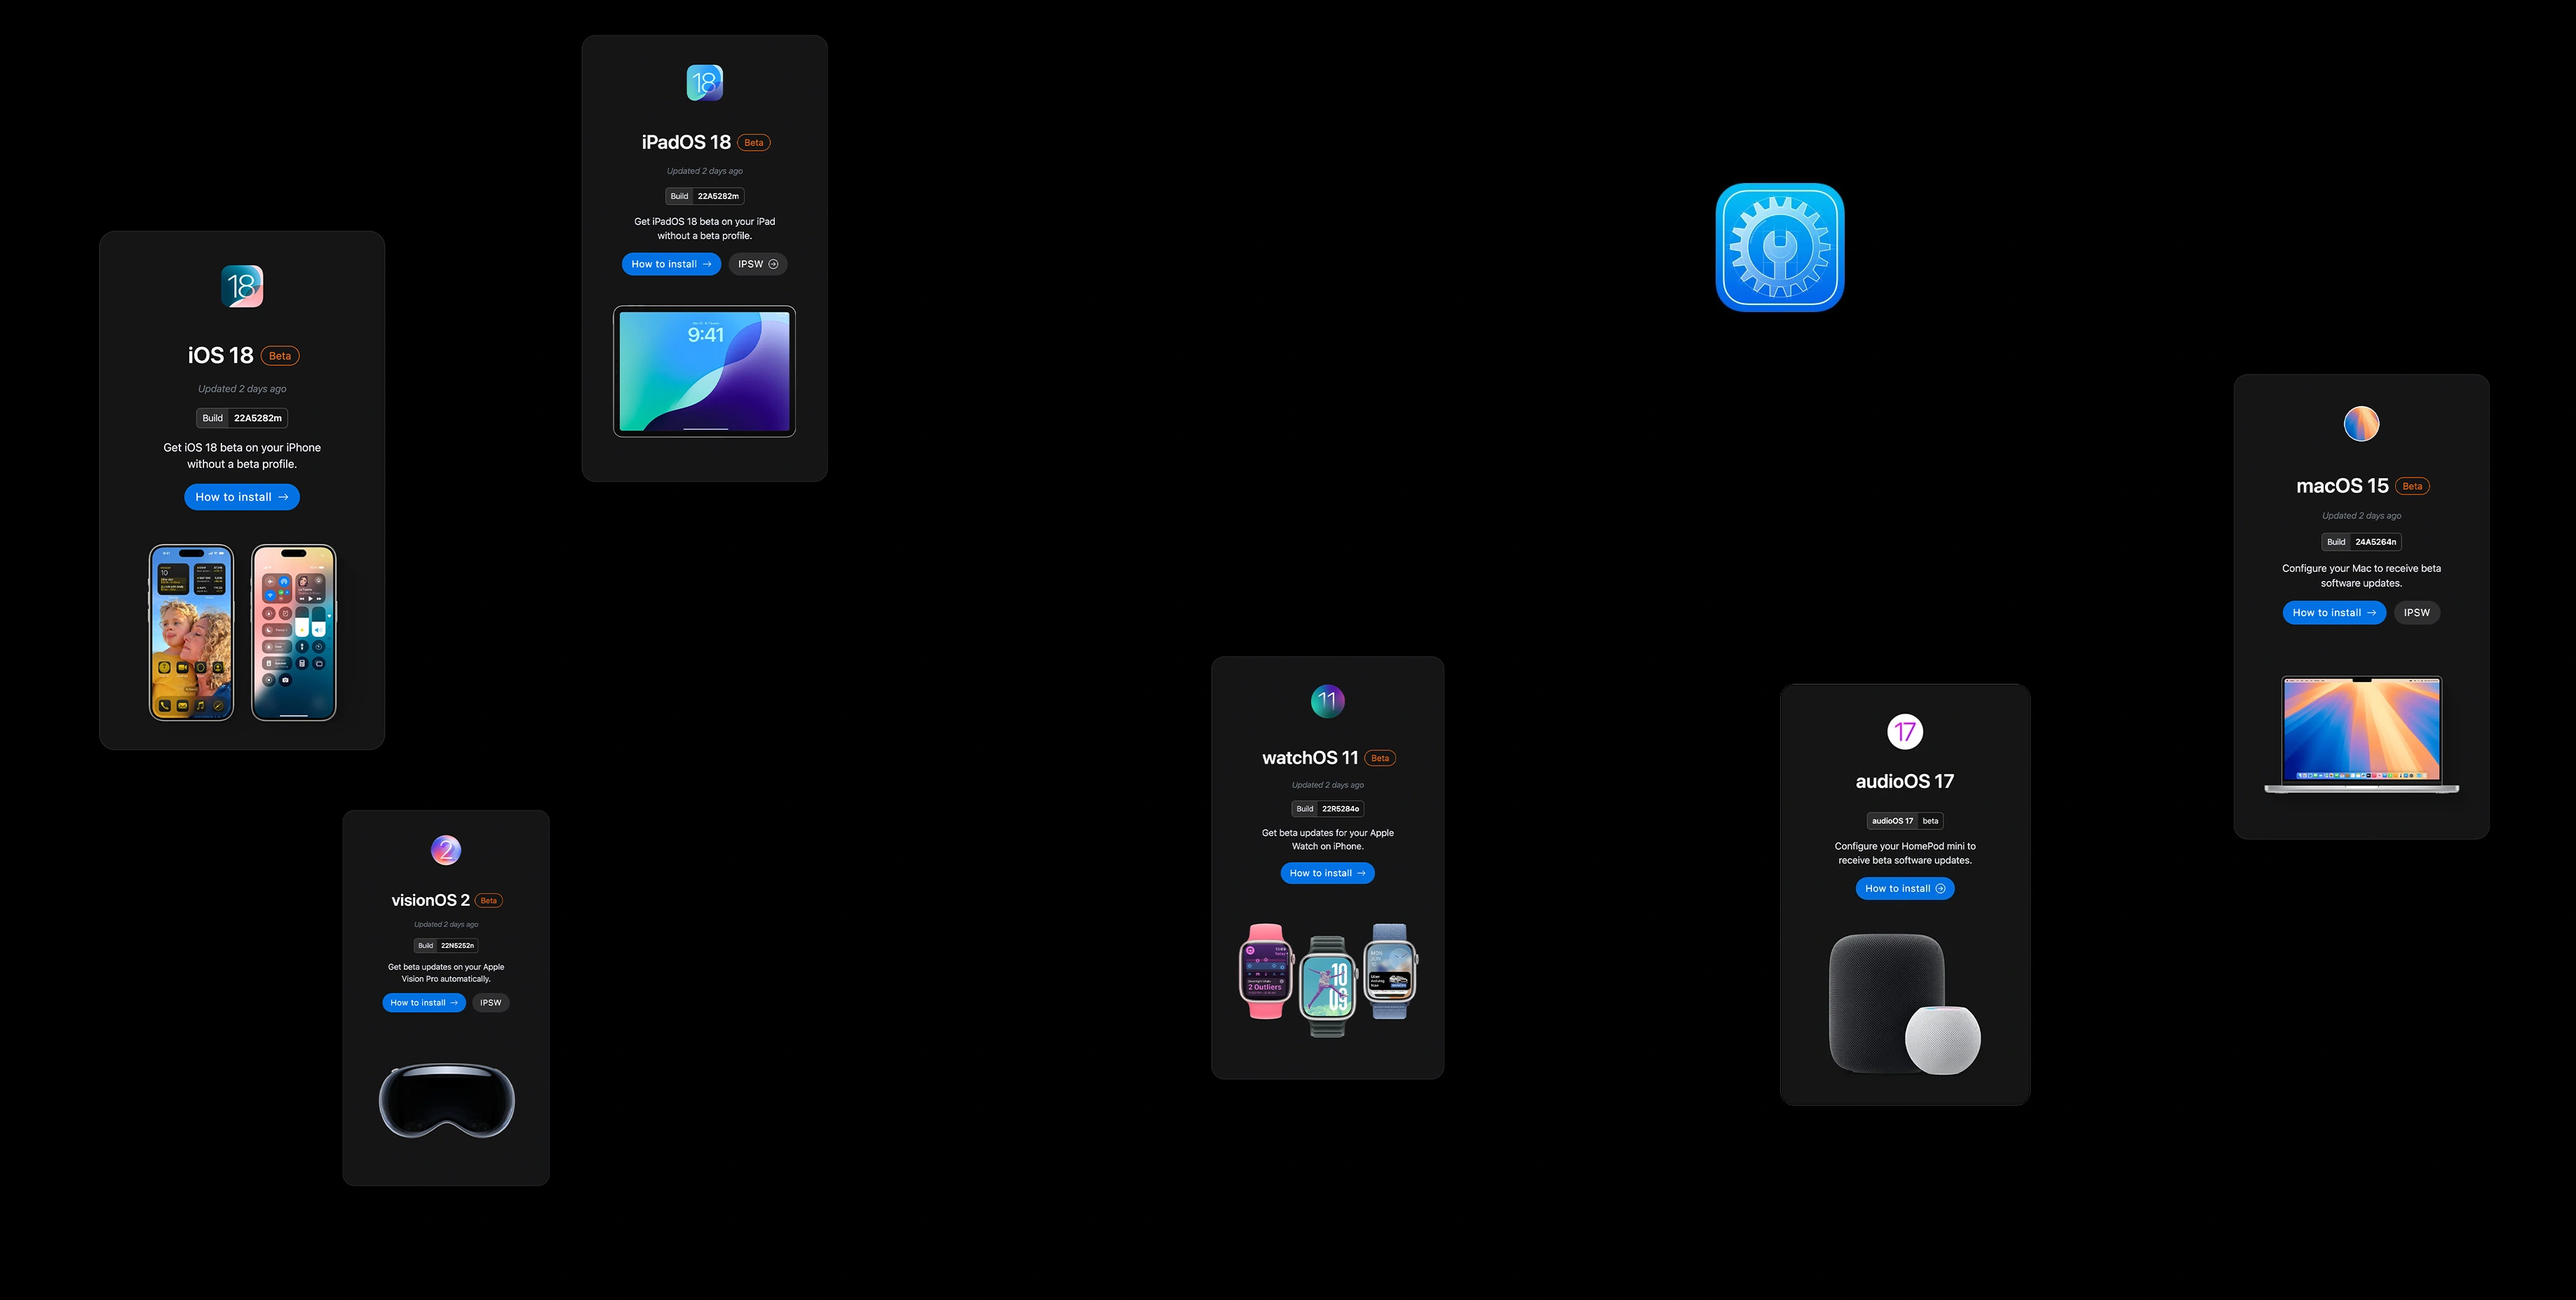 18
iPadOS 18 Beta
Updated 2 days ago
Build 22A5282m
Get iPadOS 18 beta on your iPad
without a beta profile.
How to install → IPSW
9:41
18
iOS 18 Beta
Updated 2 days ago
Build 22A5282m
Get iOS 18 beta on your iPhone
without a beta profile.
How to install →
10
2
visionOS 2 Beta
Updated 2 days ago
Build 22N5252n
Get beta updates on your Apple
Vision Pro automatically.
How to install → IPSW
11
watchOS 11 Beta
Updated 2 days ago
Build 22R5284o
Get beta updates for your Apple
Watch on iPhone.
How to install →
2 Outliers
10
09
MON
JUN
17
audioOS 17
audioOS 17 beta
Configure your HomePod mini to
receive beta software updates.
How to install
macOS 15 Beta
Updated 2 days ago
Build 24A5264n
Configure your Mac to receive beta
software updates.
How to install → IPSW